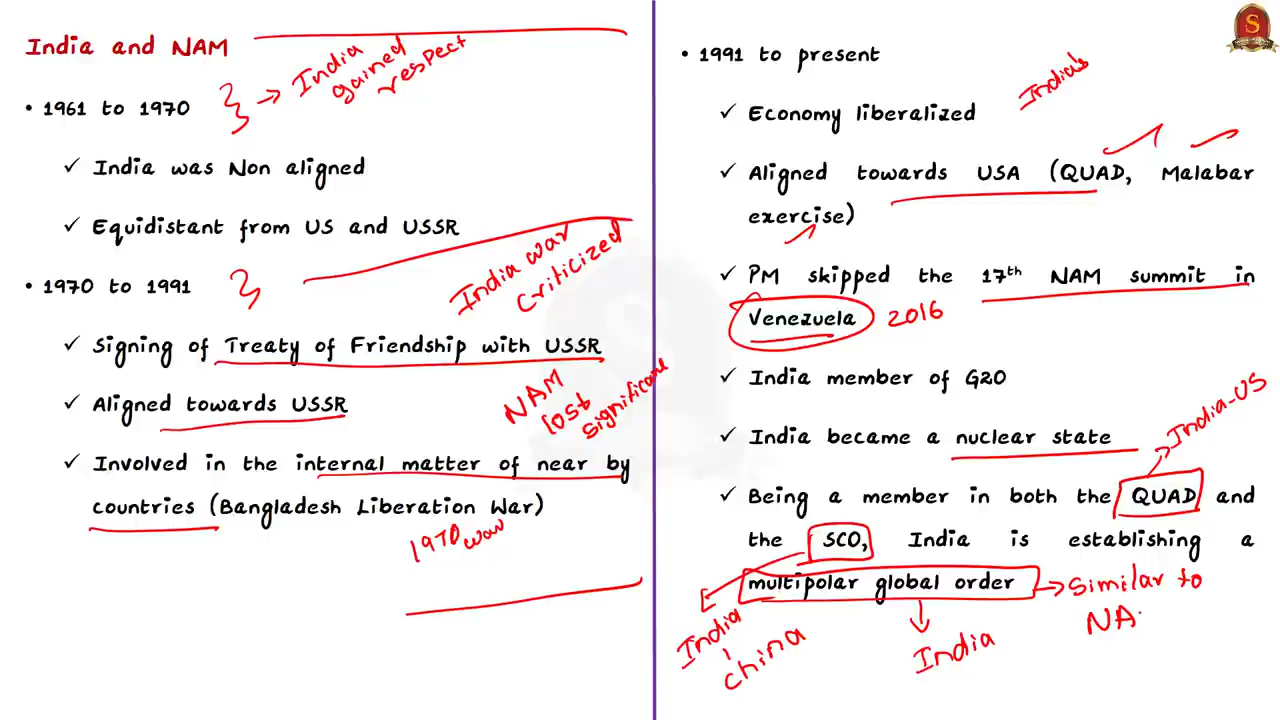 India and NAM
India
gained
respect
• 1961 to 1970
✓ India was Non aligned
✓ Equidistant from US and USSR
India war
criticized
• 1970 to 1991
✓ Signing of Treaty of Friendship with USSR
NAM
lost
significane
✓ Aligned towards USSR
✓ Involved in the internal matter of near by
countries (Bangladesh Liberation War)
1970 war
• 1991 to present
India's
✓ Economy liberalized
✓ Aligned towards USA (QUAD, Malabar
exercise)
✓ PM skipped the 17th NAM summit in
Venezuela 2016
✓ India member of G20
India-US
✓ India became a nuclear state
✓ Being a member in both the QUAD and
the SCO, India is establishing a
multipolar global order → Similar to
NA
India
-
china
India
S